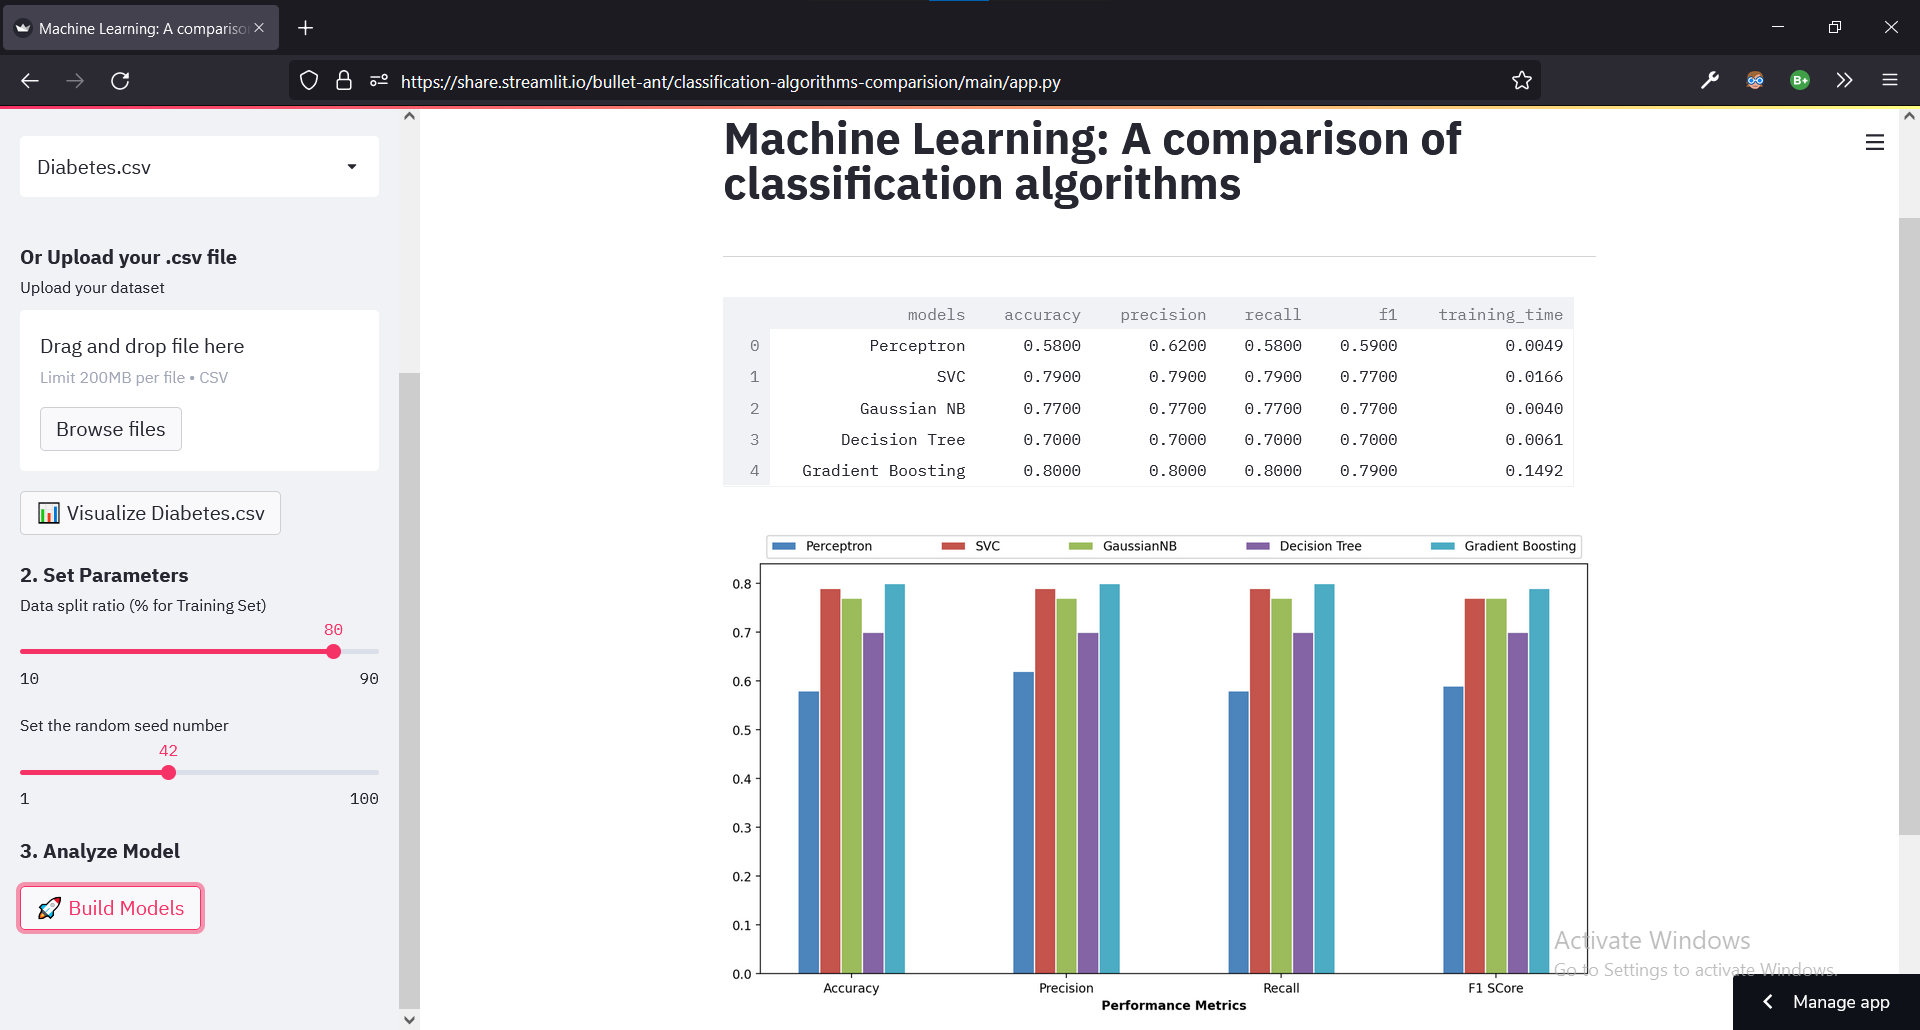 Machine Learning: A compariso
https://share.streamlit.io/bullet-ant/classification-algorithms-comparision/main/app.py
B+
Diabetes.csv
Or Upload your .csv file
Upload your dataset
Drag and drop file here
Limit 200MB per file • CSV
Browse files
Visualize Diabetes.csv
2. Set Parameters
Data split ratio (% for Training Set)
80
10 90
Set the random seed number
42
1 100
3. Analyze Model
Build Models
Machine Learning: A comparison of
classification algorithms
models accuracy precision recall f1 training_time
0 Perceptron 0.5800 0.6200 0.5800 0.5900 0.0049
1 SVC 0.7900 0.7900 0.7900 0.7700 0.0166
2 Gaussian NB 0.7700 0.7700 0.7700 0.7700 0.0040
3 Decision Tree 0.7000 0.7000 0.7000 0.7000 0.0061
4 Gradient Boosting 0.8000 0.8000 0.8000 0.7900 0.1492
Perceptron SVC GaussianNB Decision Tree Gradient Boosting
0.8
0.7
0.6
0.5
0.4
0.3
0.2
0.1
0.0
Accuracy Precision Recall F1 SCore
Performance Metrics
Activate Windows
Go to Settings to activate Windows.
Manage app